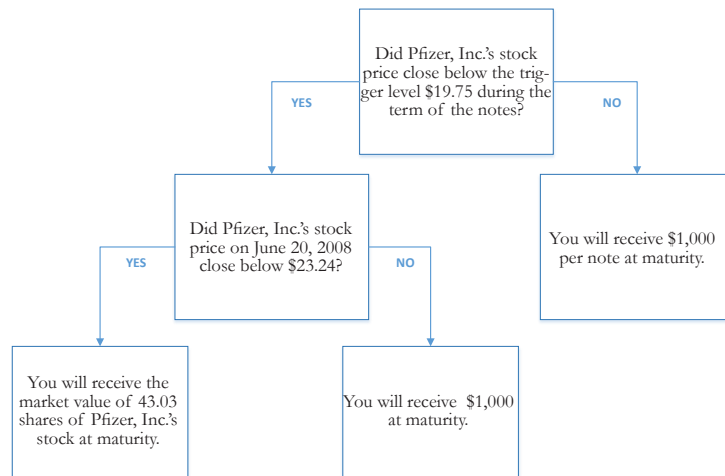 Did Pfizer, Inc.'s stock
price close below the trig-
ger level $19.75 during the
term of the notes?
YES
NO
Did Pfizer, Inc.'s stock
price on June 20, 2008
close below $23.24?
You will receive $1,000
per note at maturity.
YES
NO
You will receive the
market value of 43.03
shares of Pfizer, Inc.'s
stock at maturity.
You will receive $1,000
at maturity.